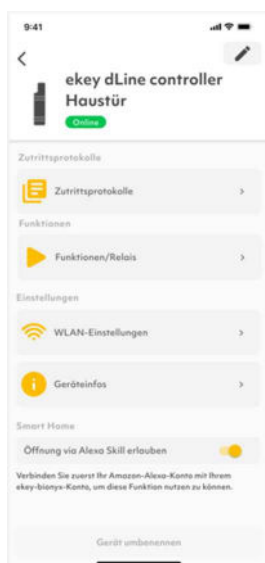 9:41
ekey dLine controller
Haustür
Online
Zutrittsprotokolle
Zutrittsprotokolle
Funktionen
Funktionen/Relais
Einstellungen
WLAN-Einstellungen
Geräteinfos
Smart Home
Öffnung via Alexa Skill erlauben
Verbinden Sie zuerst Ihr Amazon-Alexa-Konto mit Ihrem
ekey-bionyx-Konto, um diese Funktion nutzen zu können.
Gerät umbenennen